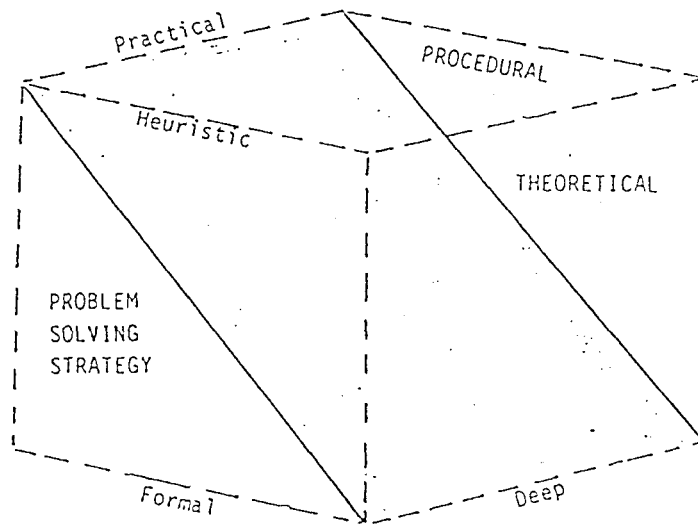 Practical
PROCEDURAL
Heuristic
THEORETICAL
PROBLEM
SOLVING
STRATEGY
Formal
Deep